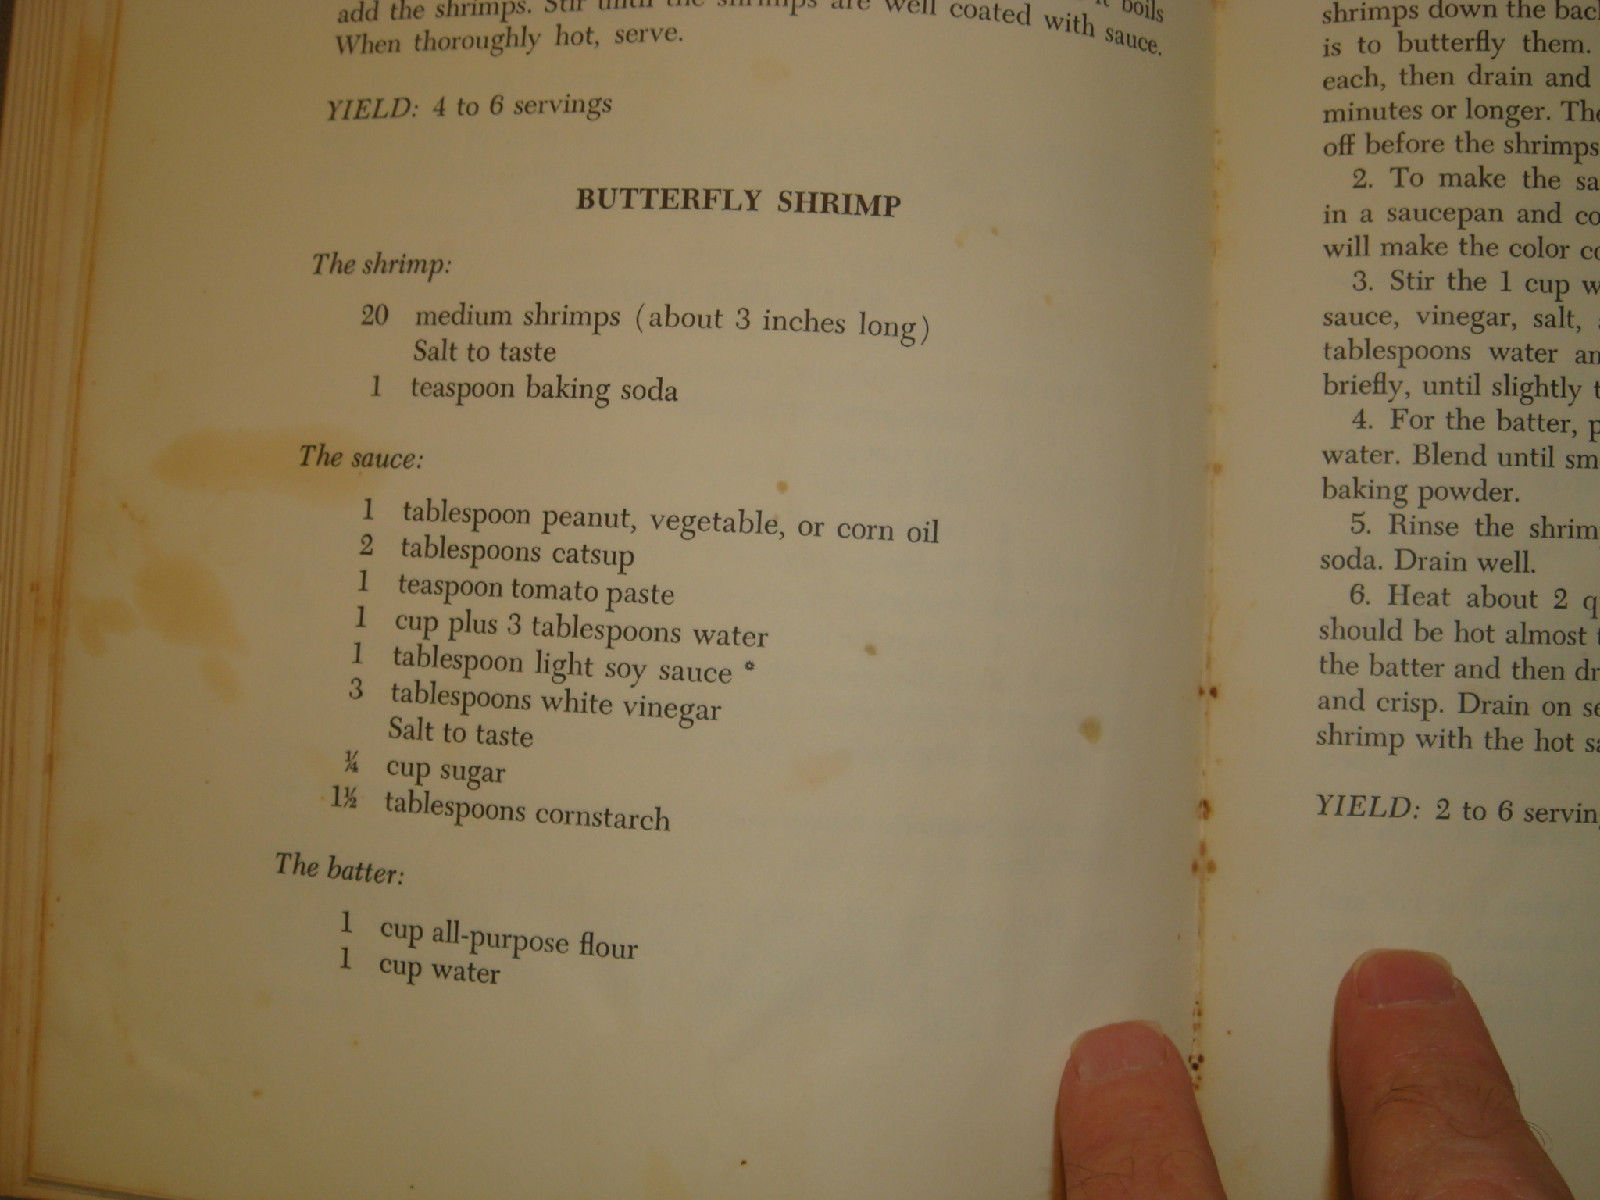 add the shrimps. Stir until the shrimps are well coated with sauce. it boils
When thoroughly hot, serve.
YIELD: 4 to 6 servings
BUTTERFLY SHRIMP
The shrimp:
20 medium shrimps (about 3 inches long)
Salt to taste
1 teaspoon baking soda
The sauce:
1 tablespoon peanut, vegetable, or corn oil
2 tablespoons catsup
1 teaspoon tomato paste
1 cup plus 3 tablespoons water
1 tablespoon light soy sauce *
3 tablespoons white vinegar
Salt to taste
¼ cup sugar
1½ tablespoons cornstarch
The batter:
1 cup all-purpose flour
1 cup water
shrimps down the
is to butterfly them.
each, then drain and
minutes or longer.
off before the shrimps
2. To make the
in a saucepan and
will make the color
3. Stir the 1 cup
sauce, vinegar, salt,
tablespoons water
briefly, until slightly
4. For the batter,
water. Blend until
baking powder.
5. Rinse the
soda. Drain well.
6. Heat about 2
should be hot almost
the batter and then
and crisp. Drain on
shrimp with the hot
YIELD: 2 to 6